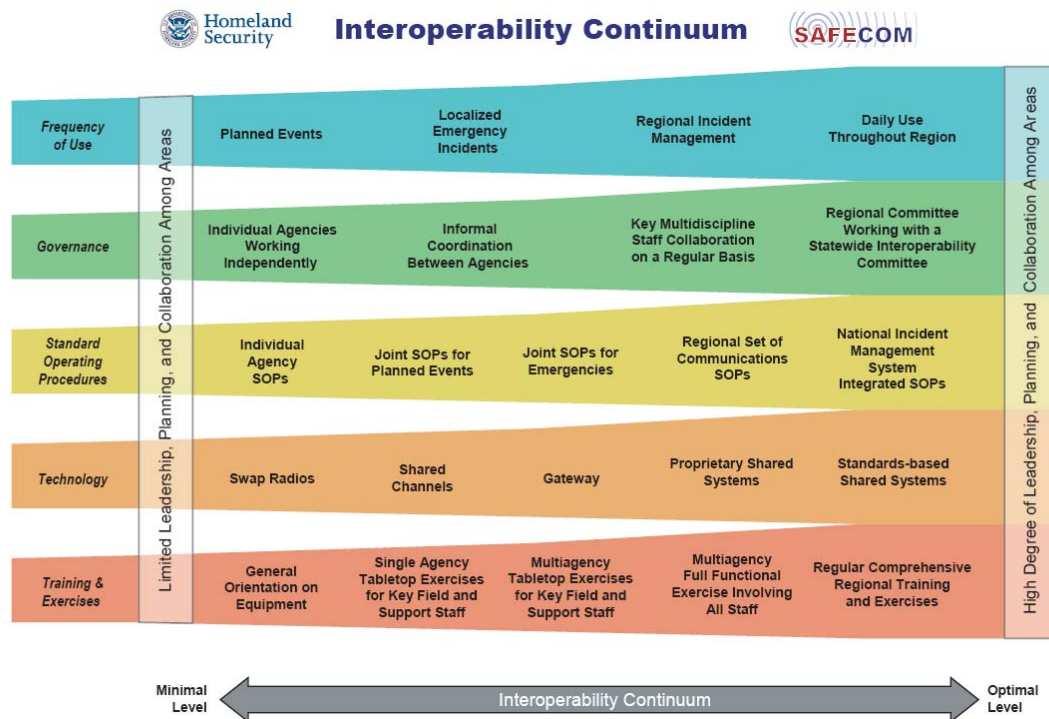 Homeland
Security
Interoperability Continuum
SAFECOM
Limited Leadership, Planning, and Collaboration Among Areas
High Degree of Leadership, Planning, and Collaboration Among Areas
Frequency
of Use
Planned Events
Localized
Emergency
Incidents
Regional Incident
Management
Daily Use
Throughout Region
Governance
Individual Agencies
Working
Independently
Informal
Coordination
Between Agencies
Key Multidiscipline
Staff Collaboration
on a Regular Basis
Regional Committee
Working with a
Statewide Interoperability
Committee
Standard
Operating
Procedures
Individual
Agency
SOPs
Joint SOPs for
Planned Events
Joint SOPs for
Emergencies
Regional Set of
Communications
SOPs
National Incident
Management
System
Integrated SOPs
Technology
Swap Radios
Shared
Channels
Gateway
Proprietary Shared
Systems
Standards-based
Shared Systems
Training &
Exercises
General
Orientation on
Equipment
Single Agency
Tabletop Exercises
for Key Field and
Support Staff
Multiagency
Tabletop Exercises
for Key Field and
Support Staff
Multiagency
Full Functional
Exercise Involving
All Staff
Regular Comprehensive
Regional Training
and Exercises
Minimal
Level
Interoperability Continuum
Optimal
Level